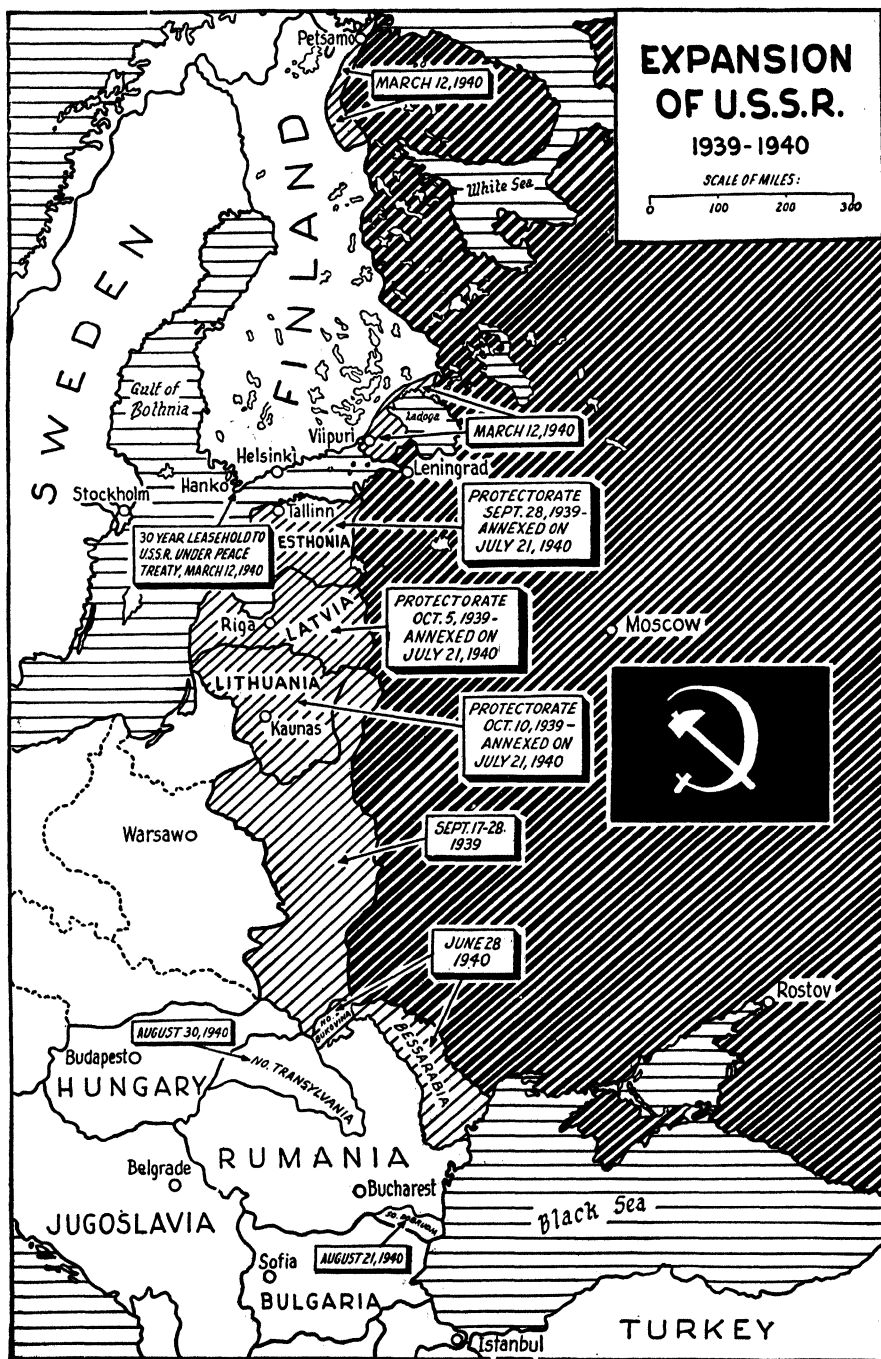 EXPANSION
OF U.S.S.R.
1939-1940
SCALE OF MILES:
0 100 200 300
Petsamo
MARCH 12, 1940
White Sea
SWEDEN
FINLAND
Gulf of
Bothnia
Ladoga
MARCH 12, 1940
Viipuri
Helsinki
Leningrad
Hanko
Stockholm
Tallinn
ESTHONIA
PROTECTORATE
SEPT. 28, 1939-
ANNEXED ON
JULY 21, 1940
30 YEAR LEASEHOLD TO
U.S.S.R. UNDER PEACE
TREATY, MARCH 12, 1940
Riga
LATVIA
PROTECTORATE
OCT. 5, 1939-
ANNEXED ON
JULY 21, 1940
Moscow
LITHUANIA
Kaunas
PROTECTORATE
OCT. 10, 1939-
ANNEXED ON
JULY 21, 1940
Warsaw
SEPT. 17-28.
1939
JUNE 28
1940
Rostov
NO.
BUKOVINA
BESSARABIA
AUGUST 30, 1940
Budapest
HUNGARY
NO. TRANSYLVANIA
RUMANIA
Belgrade
Bucharest
JUGOSLAVIA
Black Sea
SO. DOBRUJA
AUGUST 21, 1940
Sofia
BULGARIA
Istanbul
TURKEY